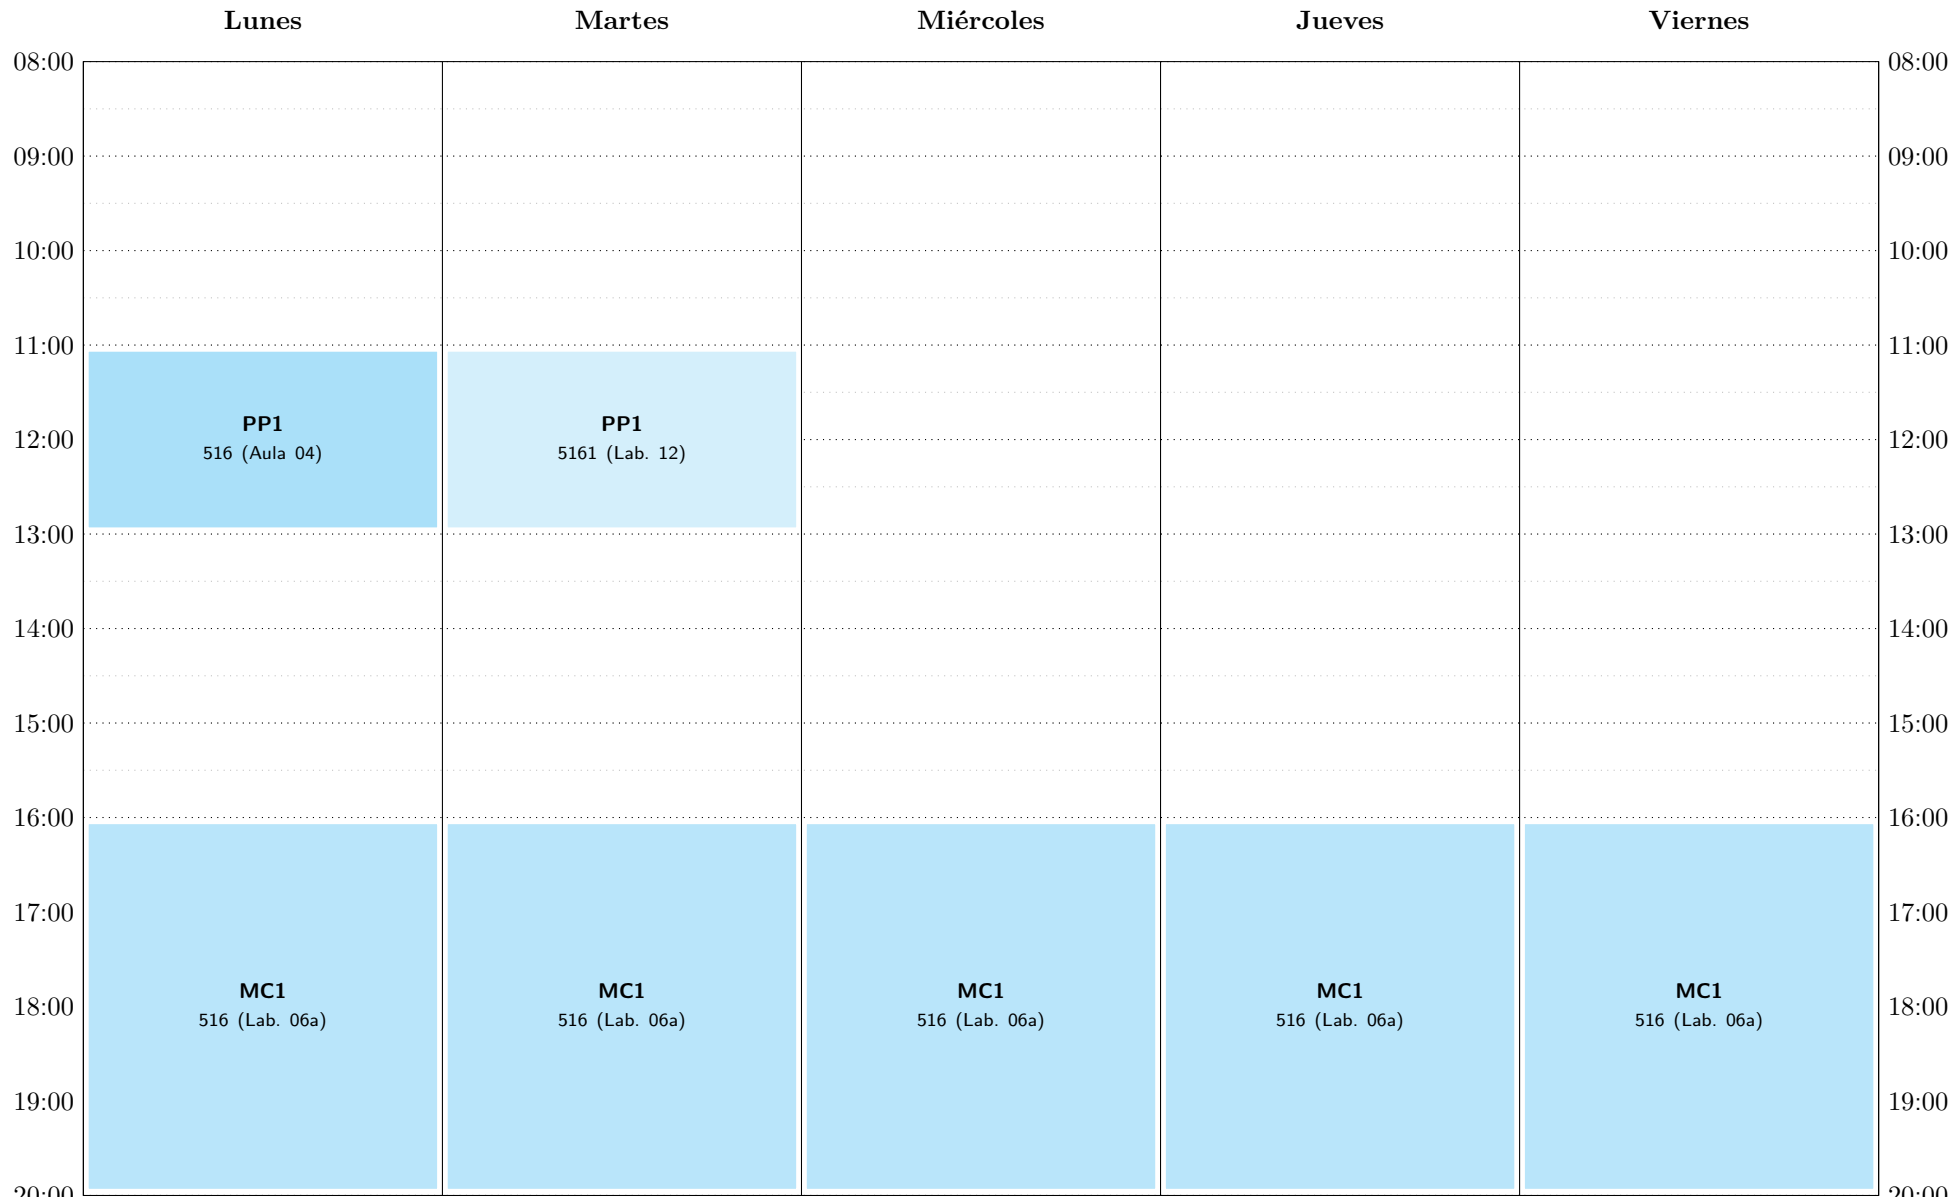 Lunes Martes Miércoles Jueves Viernes
08:00 08:00
09:00 09:00
10:00 10:00
11:00 11:00
PP1 PP1
12:00 12:00
516 (Aula 04) 5161 (Lab. 12)
13:00 13:00
14:00 14:00
15:00 15:00
16:00 16:00
17:00 17:00
MC1 MC1 MC1 MC1 MC1
18:00 18:00
516 (Lab. 06a) 516 (Lab. 06a) 516 (Lab. 06a) 516 (Lab. 06a) 516 (Lab. 06a)
19:00 19:00
20:00 20:00